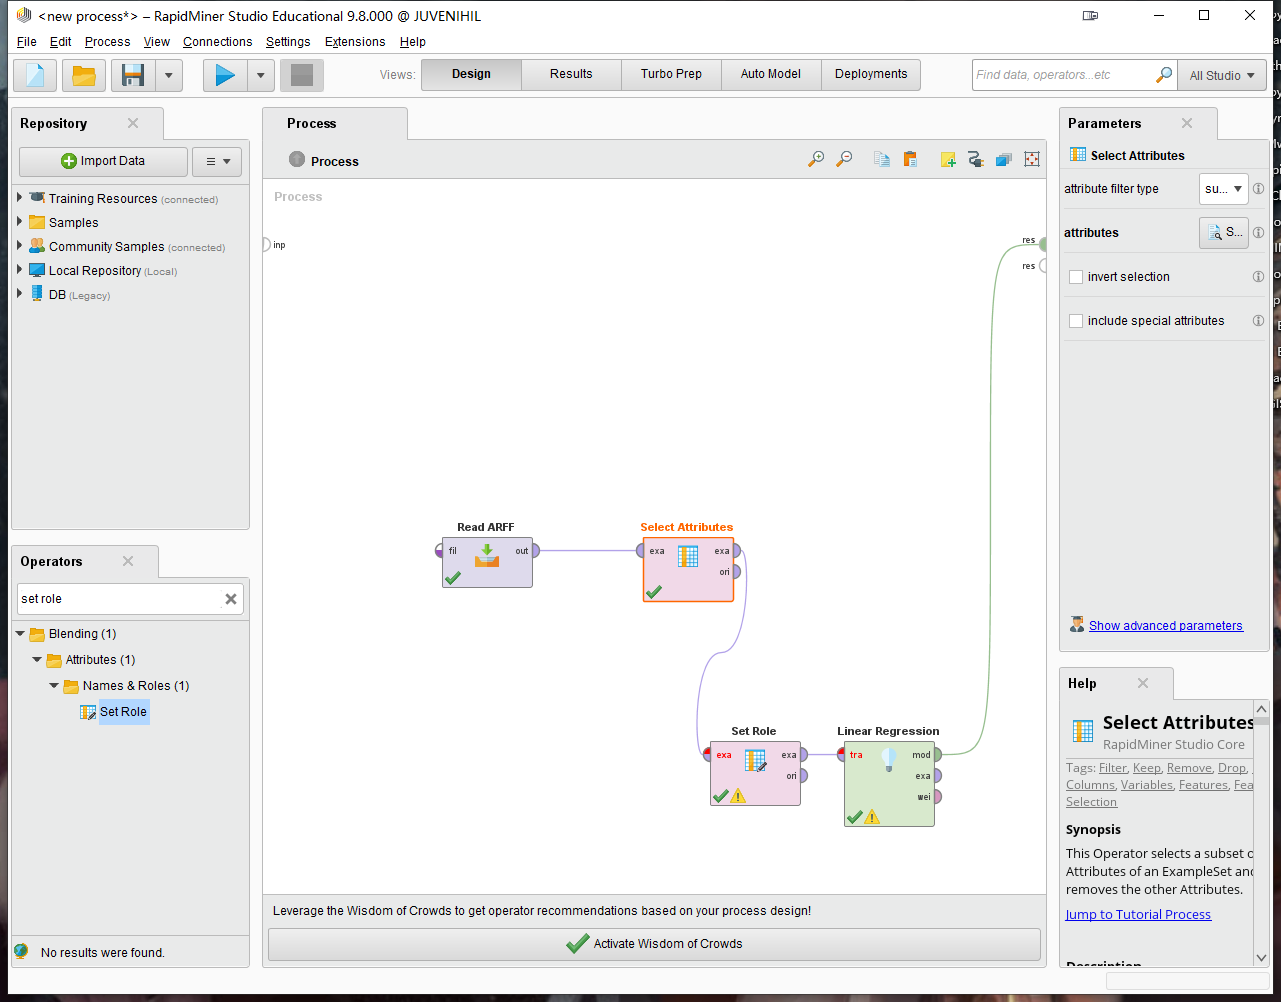 <new process*> – RapidMiner Studio Educational 9.8.000 @ JUVENIHIL
File Edit Process View Connections Settings Extensions Help
Views: Design Results Turbo Prep Auto Model Deployments
Find data, operators...etc All Studio
Repository
Import Data
Training Resources (connected)
Samples
Community Samples (connected)
Local Repository (Local)
DB (Legacy)
Operators
set role
Blending (1)
Attributes (1)
Names & Roles (1)
Set Role
No results were found.
Process
Process
Process
inp
res
res
Read ARFF
fil out
Select Attributes
exa exa
ori
Set Role
exa exa
ori
Linear Regression
tra mod
exa
wei
Leverage the Wisdom of Crowds to get operator recommendations based on your process design!
Activate Wisdom of Crowds
Parameters
Select Attributes
attribute filter type su...
attributes S...
invert selection
include special attributes
Show advanced parameters
Help
Select Attributes
RapidMiner Studio Core
Tags: Filter, Keep, Remove, Drop,
Columns, Variables, Features, Fea
Selection
Synopsis
This Operator selects a subset o
Attributes of an ExampleSet and
removes the other Attributes.
Jump to Tutorial Process
Description